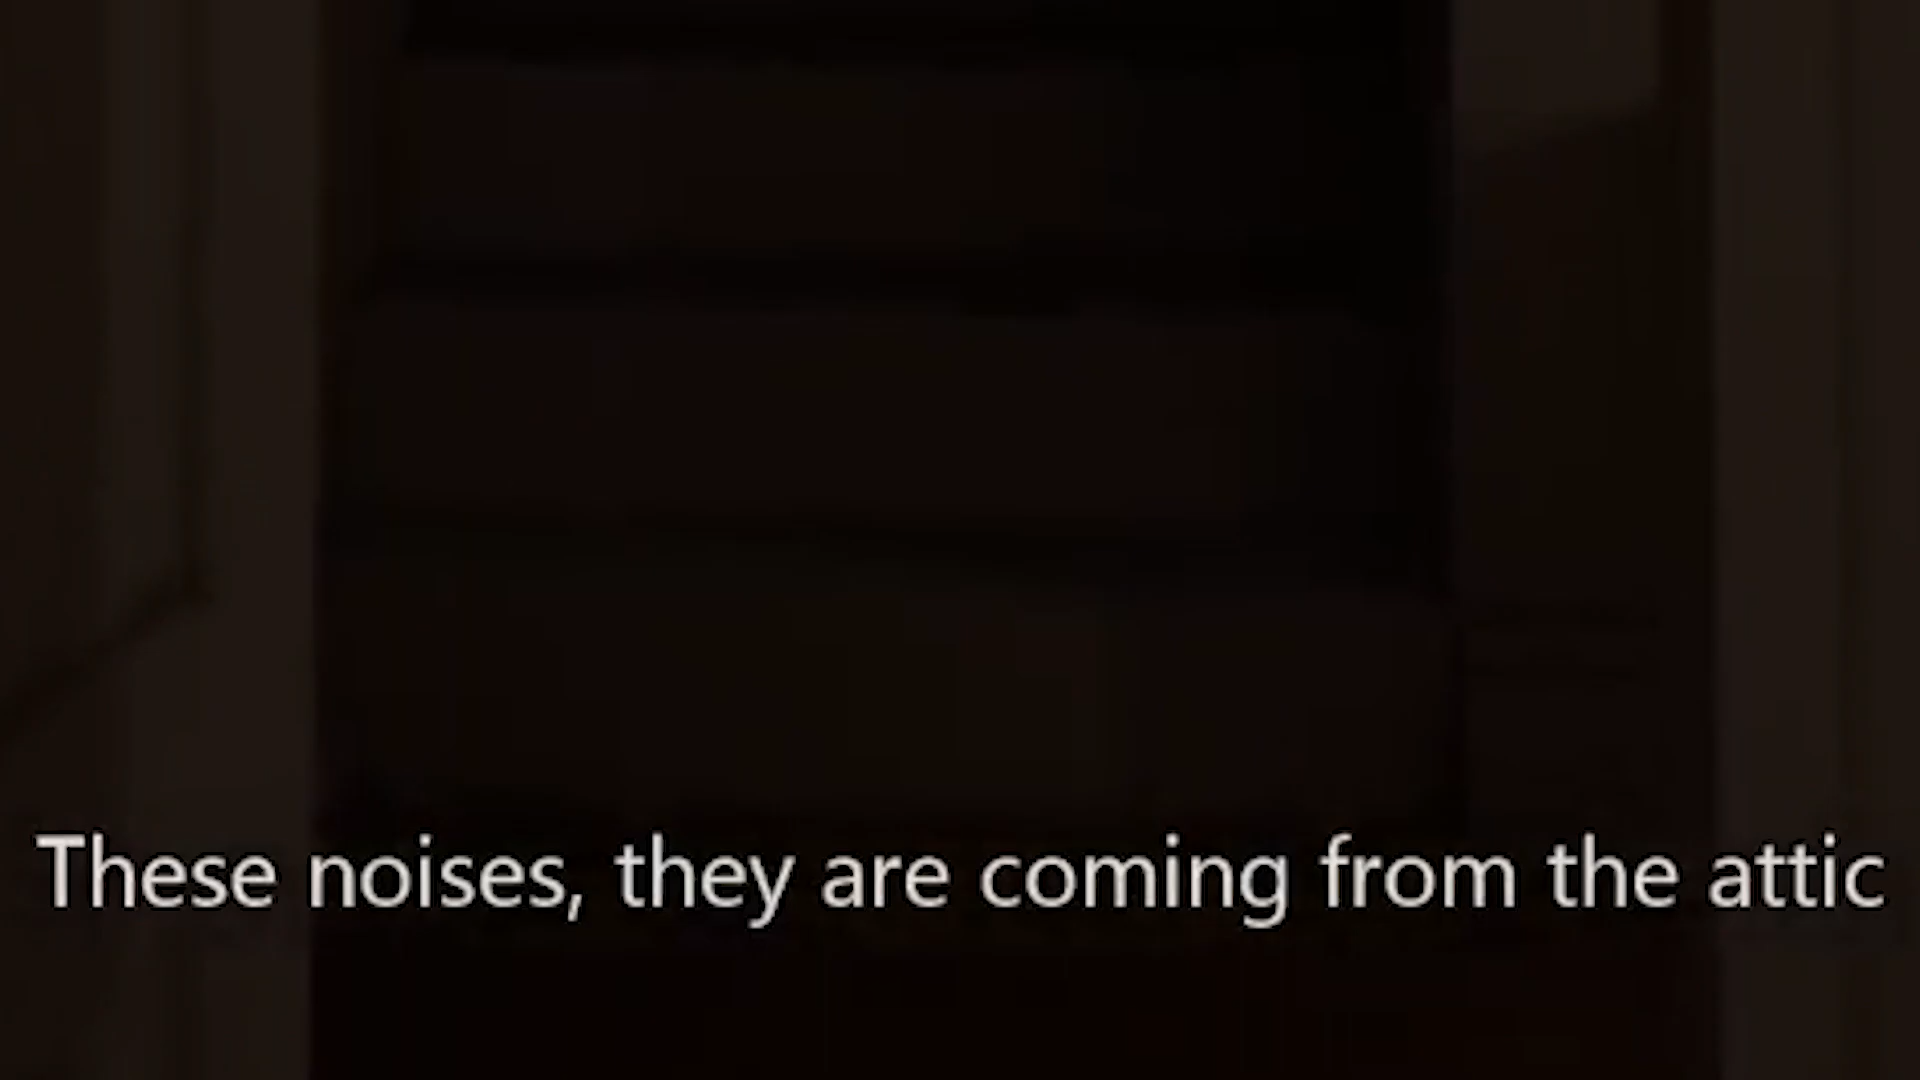 These noises, they are coming from the attic